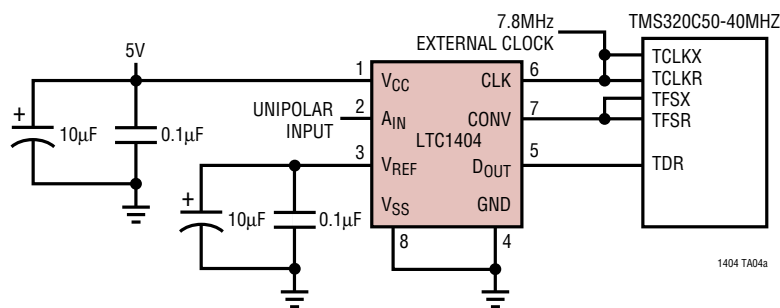 7.8MHz
EXTERNAL CLOCK
TMS320C50-40MHZ
5V
1
VCC
CLK
6
TCLKX
TCLKR
+
10µF
0.1µF
UNIPOLAR
INPUT
2
AIN
CONV
7
TFSX
TFSR
LTC1404
3
VREF
DOUT
5
TDR
+
10µF
0.1µF
VSS
GND
8
4
1404 TA04a